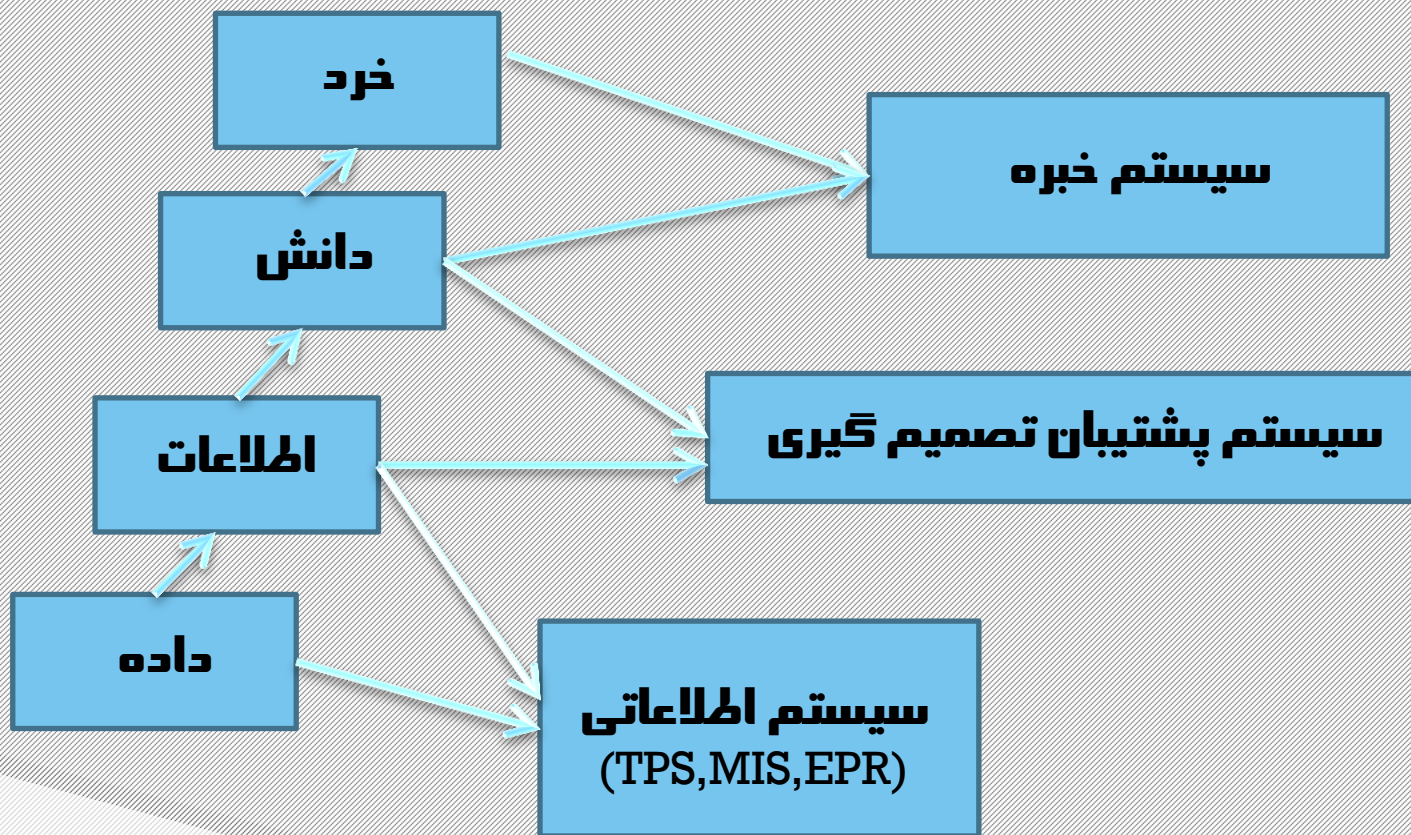 خرد
سیستم خبره
دانش
سیستم پشتیبان تصمیم گیری
اطلاعات
داده
سیستم اطلاعاتی
(TPS,MIS,EPR)